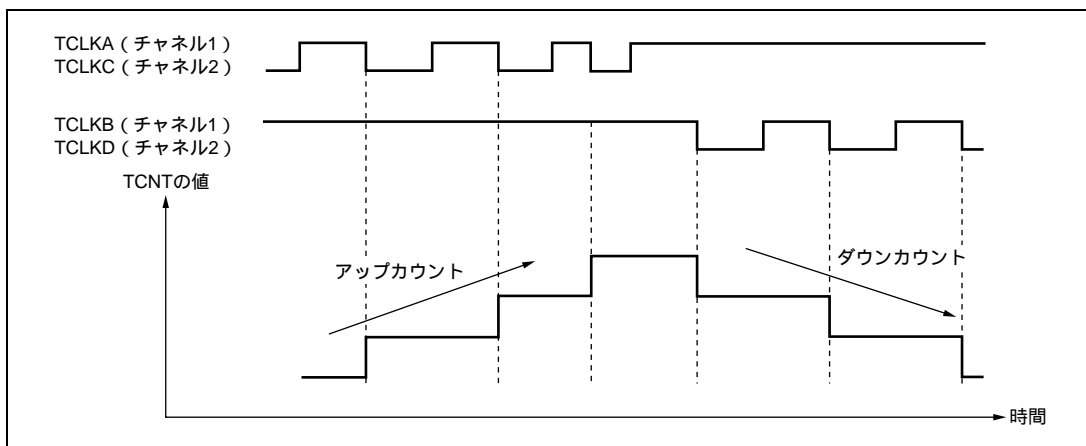 TCLKA（チャネル1）
TCLKC（チャネル2）
TCLKB（チャネル1）
TCLKD（チャネル2）
TCNTの値
アップカウント
ダウンカウント
時間